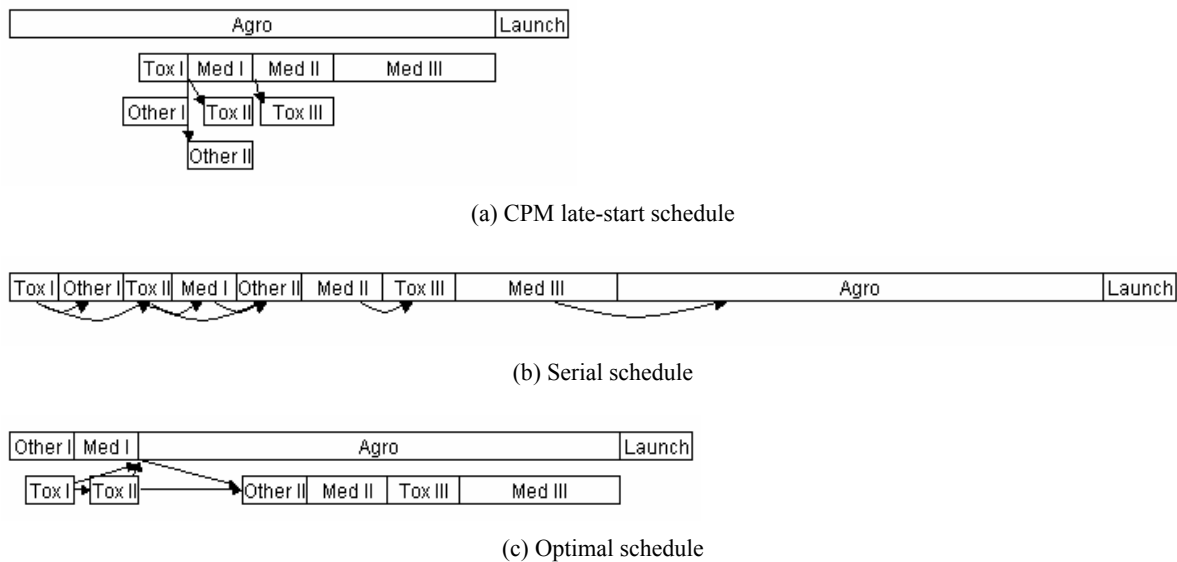 Agro Launch
Tox I Med I Med II Med III
Other I Tox II Tox III
Other II
(a) CPM late-start schedule
Tox I Other I Tox II Med I Other II Med II Tox III Med III Agro Launch
(b) Serial schedule
Other I Med I Agro Launch
Tox I Tox II Other II Med II Tox III Med III
(c) Optimal schedule